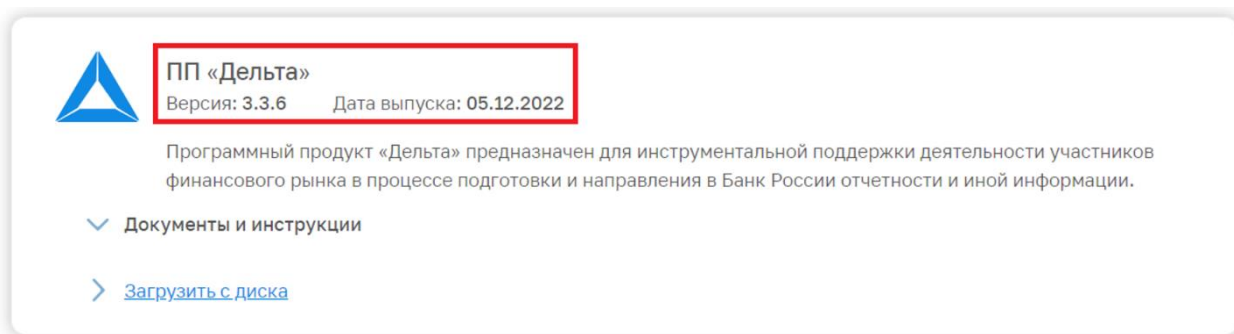 ПП «Дельта»
Версия: 3.3.6 Дата выпуска: 05.12.2022
Программный продукт «Дельта» предназначен для инструментальной поддержки деятельности участников
финансового рынка в процессе подготовки и направления в Банк России отчетности и иной информации.
Документы и инструкции
Загрузить с диска